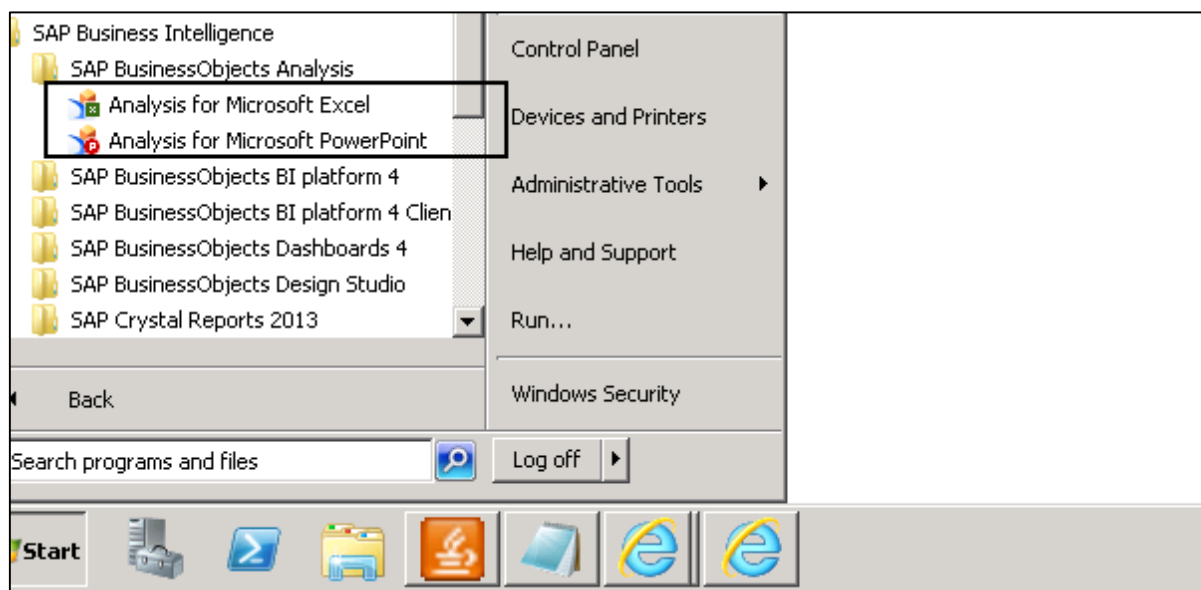 SAP Business Intelligence
SAP BusinessObjects Analysis
Analysis for Microsoft Excel
Analysis for Microsoft PowerPoint
SAP BusinessObjects BI platform 4
SAP BusinessObjects BI platform 4 Clien
SAP BusinessObjects Dashboards 4
SAP BusinessObjects Design Studio
SAP Crystal Reports 2013
Back
Search programs and files
Control Panel
Devices and Printers
Administrative Tools
Help and Support
Run...
Windows Security
Log off
Start